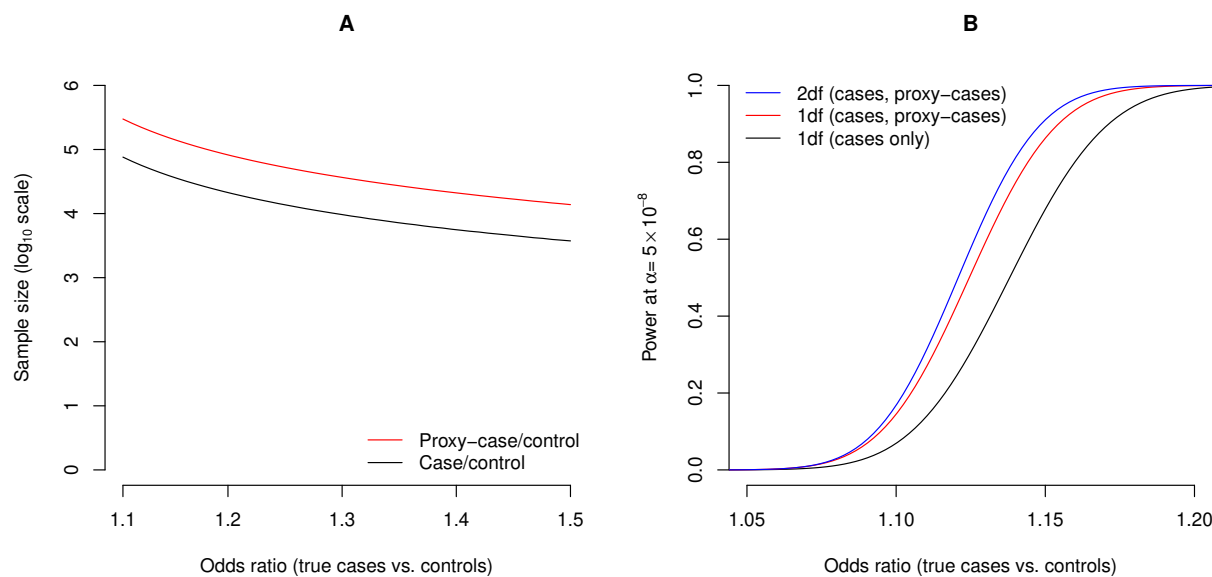 A
Sample size (log10 scale)
6
5
4
3
2
1
0
Proxy−case/control
Case/control
1.1 1.2 1.3 1.4 1.5
Odds ratio (true cases vs. controls)
B
Power at α= 5 × 10−8
1.0
0.8
0.6
0.4
0.2
0.0
2df (cases, proxy−cases)
1df (cases, proxy−cases)
1df (cases only)
1.05 1.10 1.15 1.20
Odds ratio (true cases vs. controls)